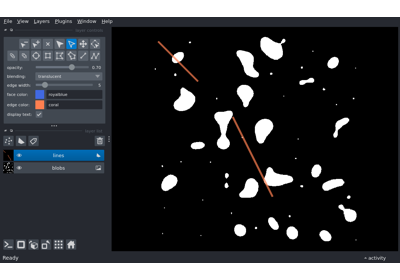 File View Layers Plugins Window Help
opacity: 0.70
blending: translucent
edge width: 5
face color: royalblue
edge color: coral
display text: ✓
lines
blobs
Ready activity